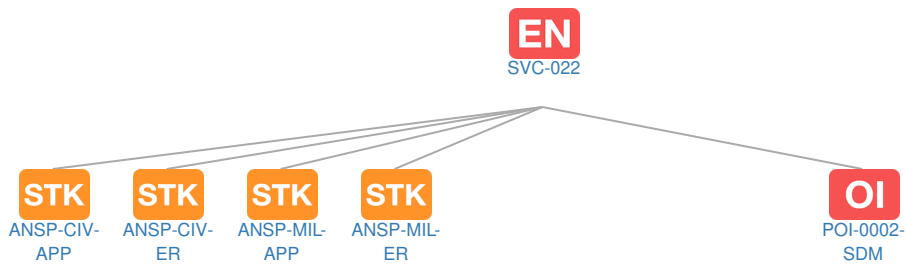 EN
SVC-022
STK
STK
STK
STK
OI
ANSP-CIV-
APP
ANSP-CIV-
ER
ANSP-MIL-
APP
ANSP-MIL-
ER
POI-0002-
SDM